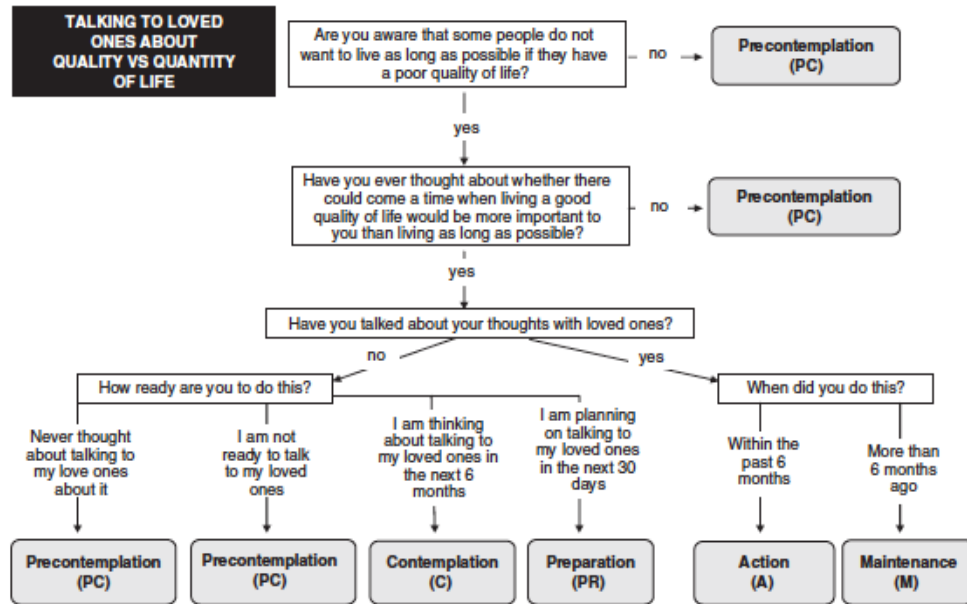 TALKING TO LOVED
ONES ABOUT
QUALITY VS QUANTITY
OF LIFE
Are you aware that some people do not
want to live as long as possible if they have
a poor quality of life?
no
Precontemplation
(PC)
yes
Have you ever thought about whether there
could come a time when living a good
quality of life would be more important to
you than living as long as possible?
no
Precontemplation
(PC)
yes
Have you talked about your thoughts with loved ones?
no
yes
How ready are you to do this?
When did you do this?
Never thought
about talking to
my love ones
about it
I am not
ready to talk
to my loved
ones
I am thinking
about talking to
my loved ones in
the next 6
months
I am planning
on talking to
my loved ones
in the next 30
days
Within the
past 6
months
More than
6 months
ago
Precontemplation
(PC)
Precontemplation
(PC)
Contemplation
(C)
Preparation
(PR)
Action
(A)
Maintenance
(M)